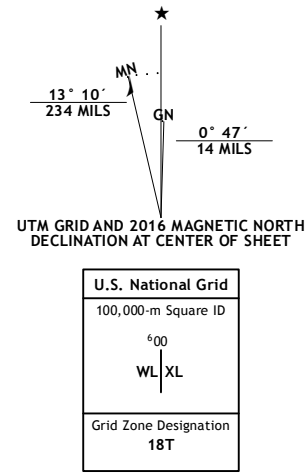 ★
MN
13° 10´
234 MILS
GN
0° 47´
14 MILS
UTM GRID AND 2016 MAGNETIC NORTH
DECLINATION AT CENTER OF SHEET
U.S. National Grid
100,000-m Square ID
⁶00
WL XL
Grid Zone Designation
18T